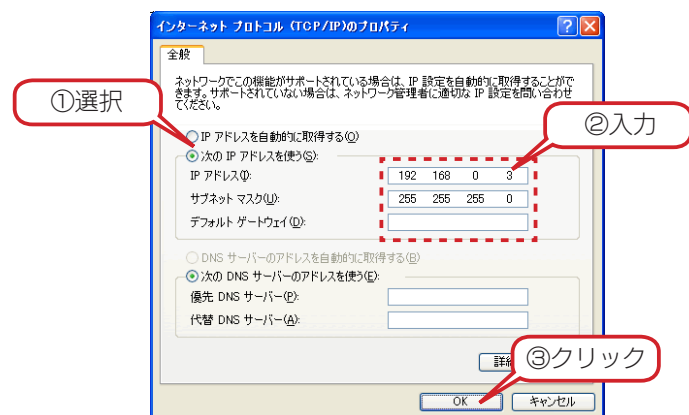 インターネット プロトコル (TCP/IP)のプロパティ
全般
ネットワークでこの機能がサポートされている場合は、IP 設定を自動的に取得することがで
きます。サポートされていない場合は、ネットワーク管理者に適切な IP 設定を問い合わせ
てください。
①選択
②入力
IP アドレスを自動的に取得する(O)
次の IP アドレスを使う(S):
IP アドレス(I): 192 168 0 3
サブネット マスク(U): 255 255 255 0
デフォルト ゲートウェイ(D):
DNS サーバーのアドレスを自動的に取得する(B)
次の DNS サーバーのアドレスを使う(E):
優先 DNS サーバー(P):
代替 DNS サーバー(A):
③クリック
OK キャンセル